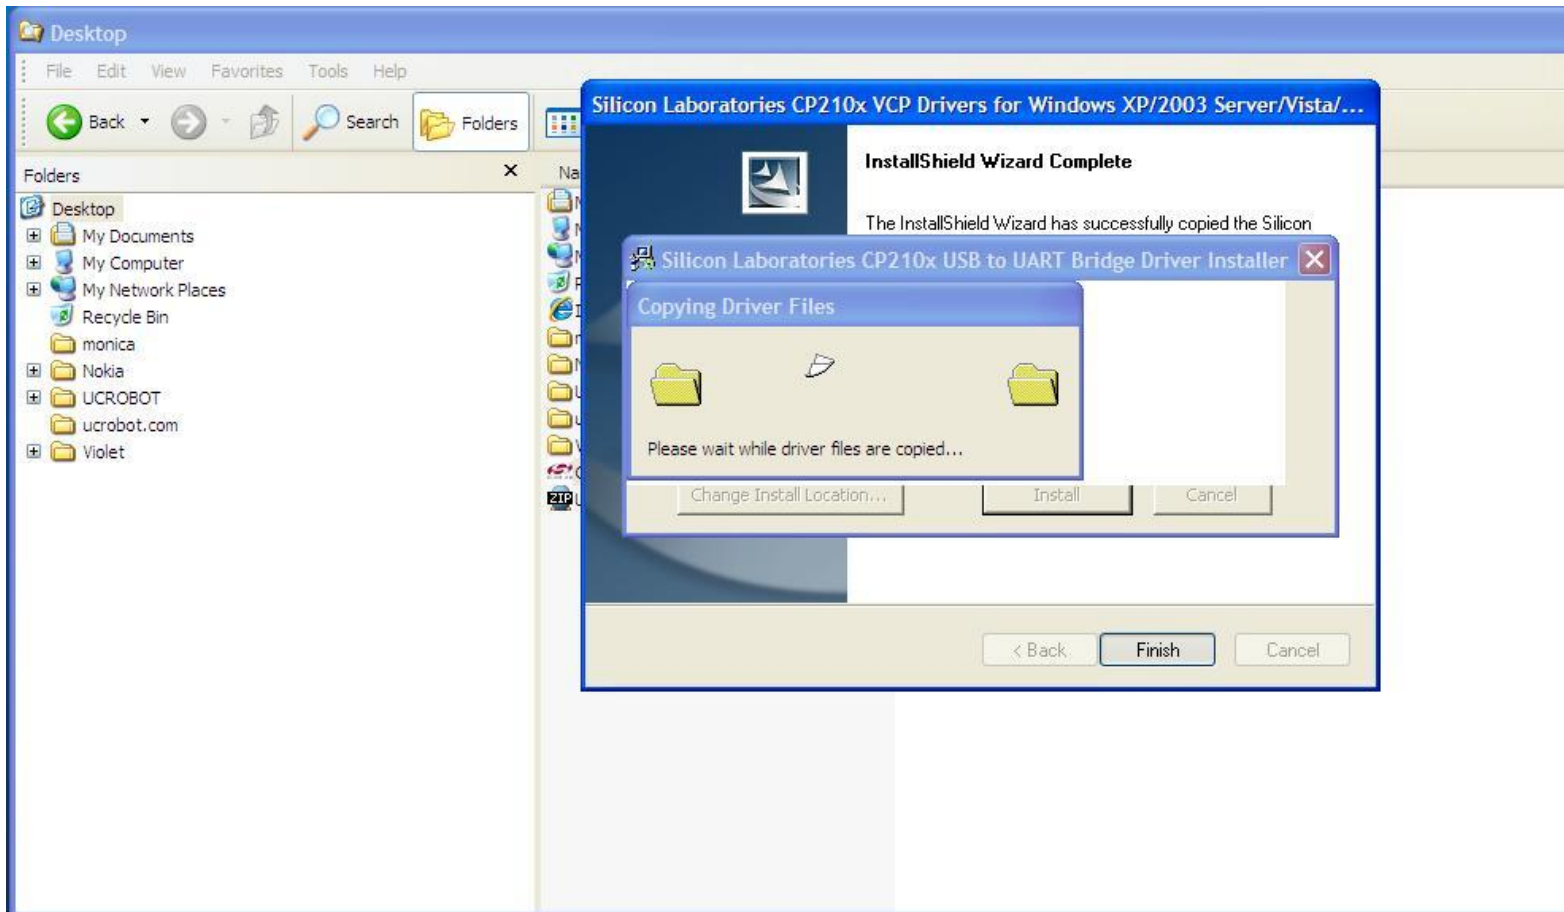 Desktop
File Edit View Favorites Tools Help
Back Search Folders
Folders
Desktop
My Documents
My Computer
My Network Places
Recycle Bin
monica
Nokia
UCROBOT
ucrobot.com
Violet
Silicon Laboratories CP210x VCP Drivers for Windows XP/2003 Server/Vista/...
InstallShield Wizard Complete
The InstallShield Wizard has successfully copied the Silicon
Silicon Laboratories CP210x USB to UART Bridge Driver Installer
Copying Driver Files
Please wait while driver files are copied...
Change Install Location... Install Cancel
< Back Finish Cancel
ZIP